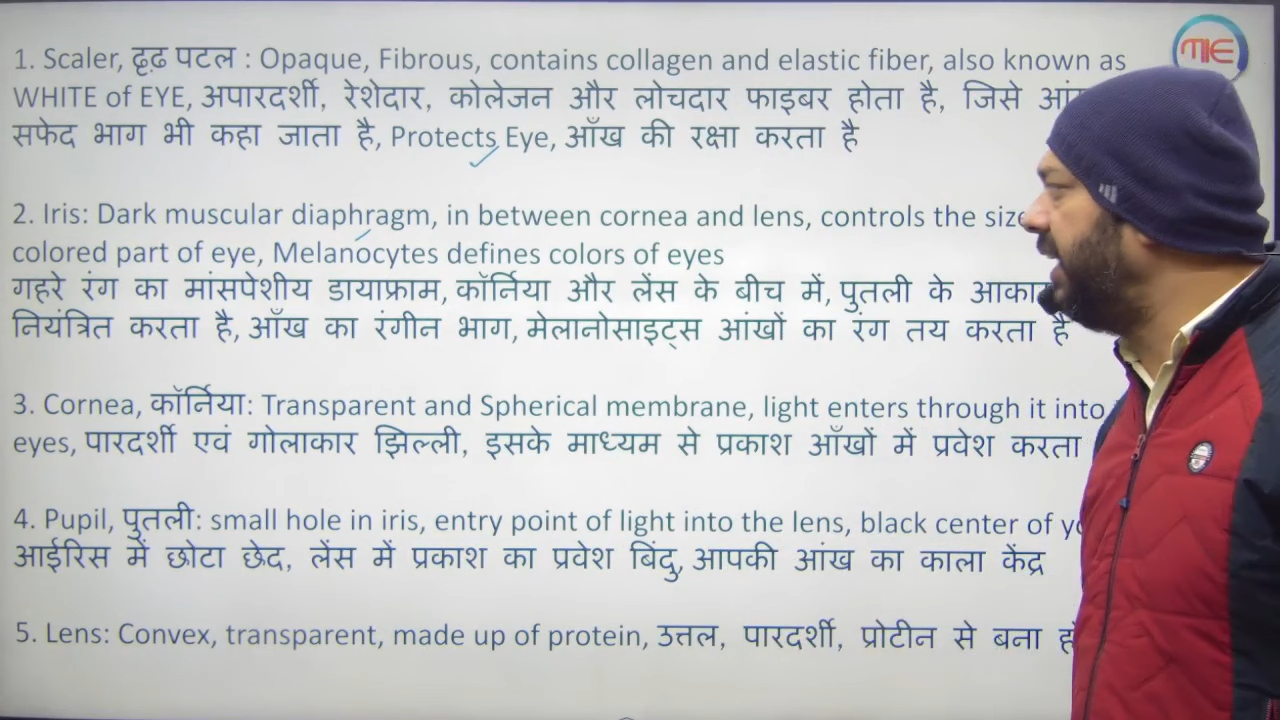 MIE
1. Scaler, दृढ़ पटल : Opaque, Fibrous, contains collagen and elastic fiber, also known as
WHITE of EYE, अपारदर्शी, रेशेदार, कोलेजन और लोचदार फाइबर होता है, जिसे
सफेद भाग भी कहा जाता है, Protects Eye, आँख की रक्षा करता है
2. Iris: Dark muscular diaphragm, in between cornea and lens, controls the size
colored part of eye, Melanocytes defines colors of eyes
गहरे रंग का मांसपेशीय डायाफ्राम, कॉर्निया और लेंस के बीच में, पुतली के
नियंत्रित करता है, आँख का रंगीन भाग, मेलानोसाइट्स आंखों का रंग तय करता है
3. Cornea, कॉर्निया: Transparent and Spherical membrane, light enters through it into
eyes, पारदर्शी एवं गोलाकार झिल्ली, इसके माध्यम से प्रकाश आँखों में प्रवेश करता
4. Pupil, पुतली: small hole in iris, entry point of light into the lens, black center of
आईरिस में छोटा छेद, लेंस में प्रकाश का प्रवेश बिंदु, आपकी आंख का काला केंद्र
5. Lens: Convex, transparent, made up of protein, उत्तल, पारदर्शी, प्रोटीन से बना